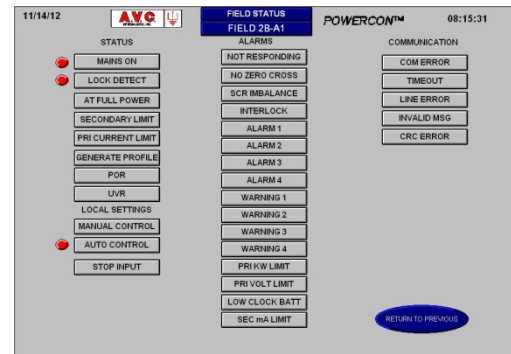 11/14/12
AVC
FIELD STATUS
FIELD 2B-A1
POWERCON™
08:15:31
STATUS
MAINS ON
LOCK DETECT
AT FULL POWER
SECONDARY LIMIT
PRI CURRENT LIMIT
GENERATE PROFILE
POR
UVR
LOCAL SETTINGS
MANUAL CONTROL
AUTO CONTROL
STOP INPUT
ALARMS
NOT RESPONDING
NO ZERO CROSS
SCR IMBALANCE
INTERLOCK
ALARM 1
ALARM 2
ALARM 3
ALARM 4
WARNING 1
WARNING 2
WARNING 3
WARNING 4
PRI KW LIMIT
PRI VOLT LIMIT
LOW CLOCK BATT
SEC mA LIMIT
COMMUNICATION
COM ERROR
TIMEOUT
LINE ERROR
INVALID MSG
CRC ERROR
RETURN TO PREVIOUS